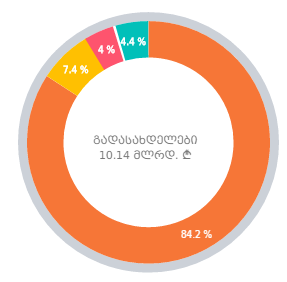 4.4 %
4 %
7.4 %
გადასახდელები
10.14 მლრდ. ₾
84.2 %